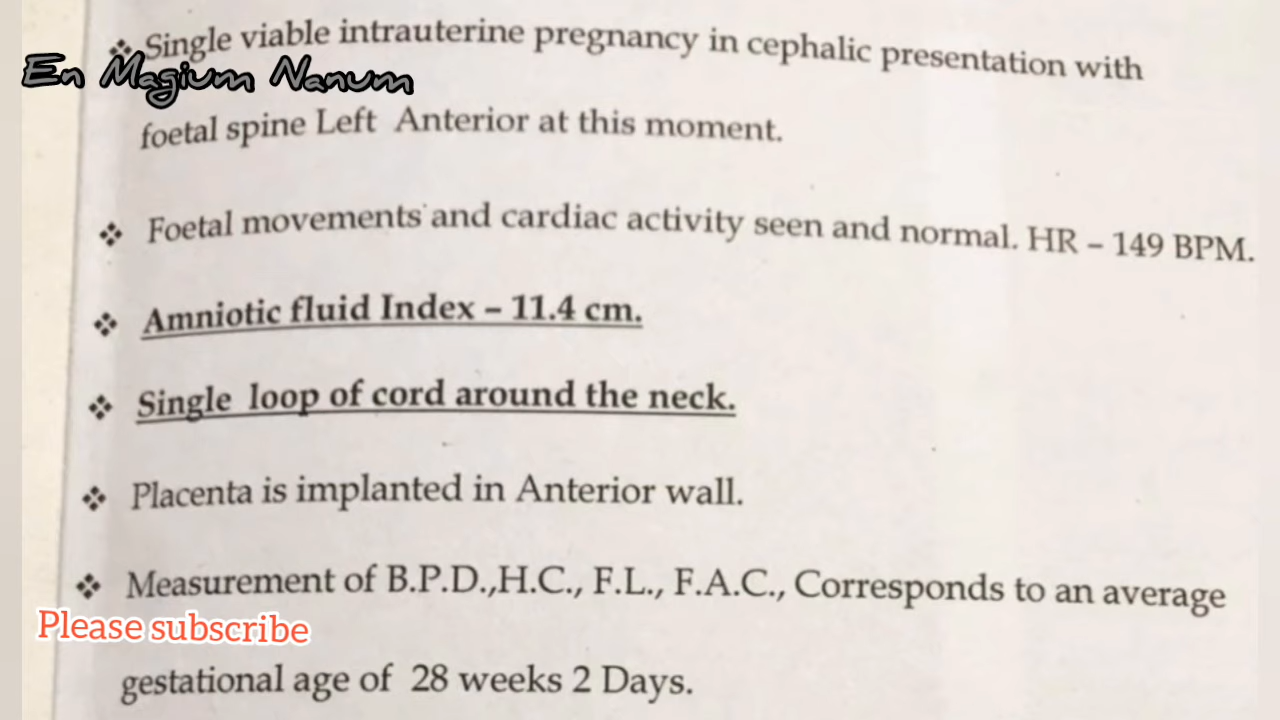 ❖ Single viable intrauterine pregnancy in cephalic presentation with
En Magium Nanum
foetal spine Left Anterior at this moment.
❖ Foetal movements and cardiac activity seen and normal. HR – 149 BPM.
❖ Amniotic fluid Index – 11.4 cm.
❖ Single loop of cord around the neck.
❖ Placenta is implanted in Anterior wall.
❖ Measurement of B.P.D.,H.C., F.L., F.A.C., Corresponds to an average
Please subscribe
gestational age of 28 weeks 2 Days.